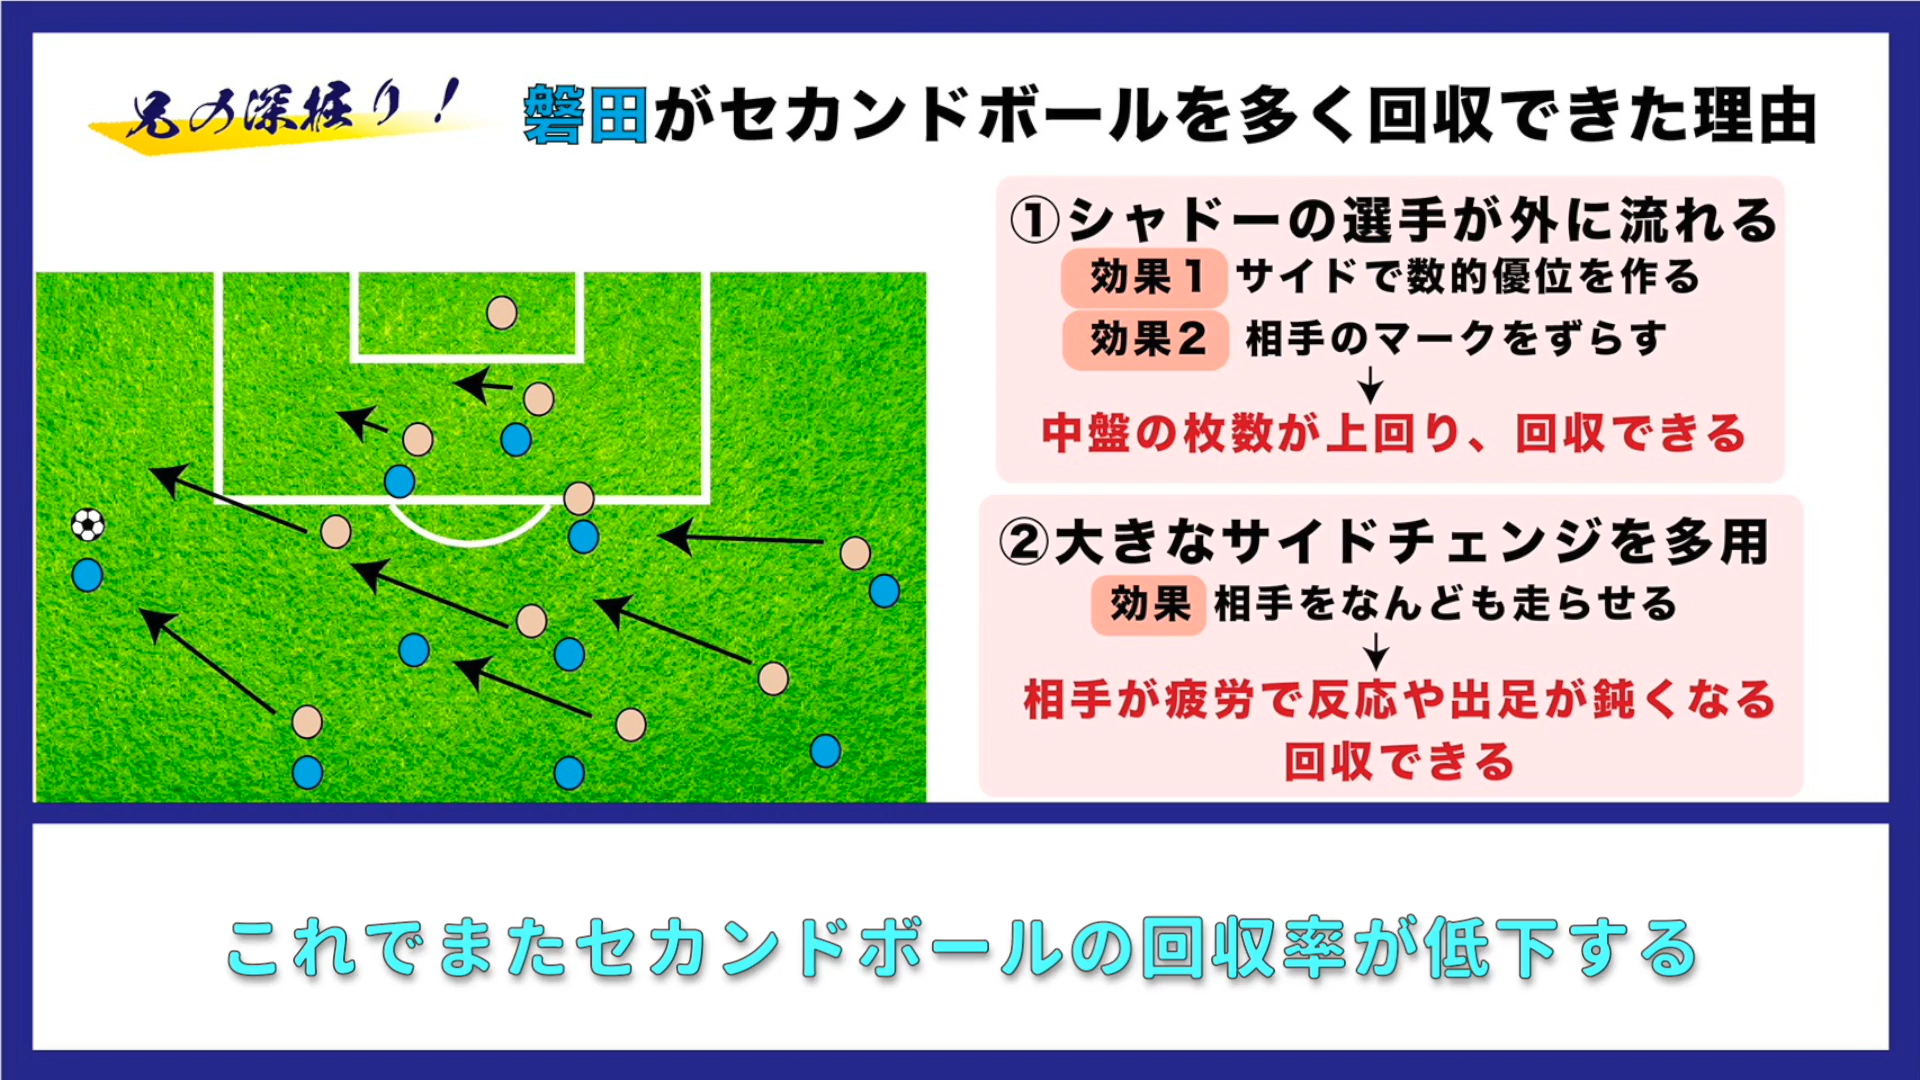 兄の深掘り！
磐田がセカンドボールを多く回収できた理由
①シャドーの選手が外に流れる
効果１ サイドで数的優位を作る
効果２ 相手のマークをずらす
↓
中盤の枚数が上回り、回収できる
②大きなサイドチェンジを多用
効果 相手をなんども走らせる
↓
相手が疲労で反応や出足が鈍くなる
回収できる
これでまたセカンドボールの回収率が低下する